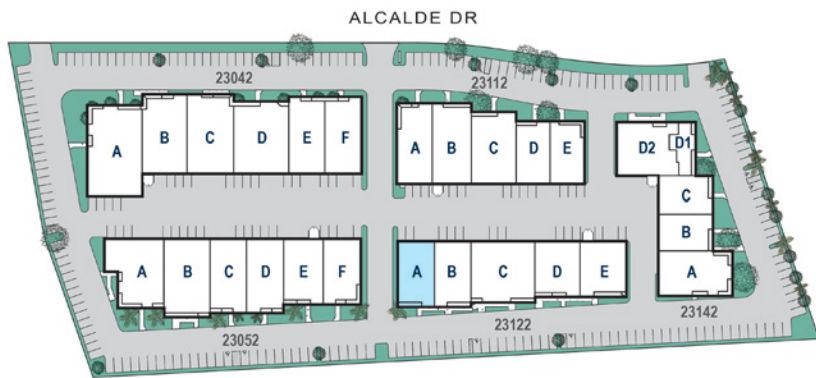 ALCALDE DR
23042
23112
A B C D E F
A B C D E
D2 D1
C
B
A
A B C D E F
A B C D E
23052
23122
23142